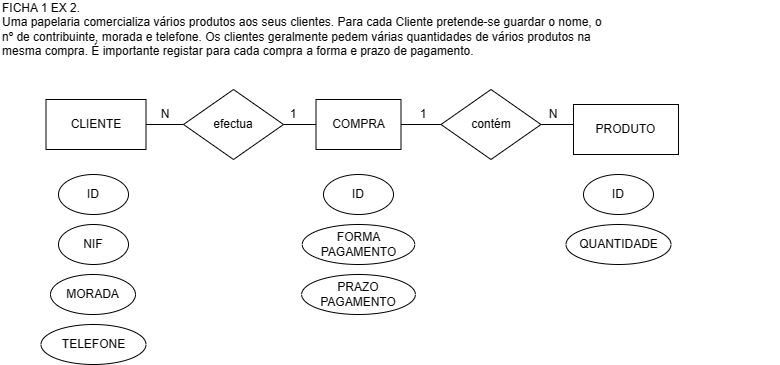 FICHA 1 EX 2.
Uma papelaria comercializa vários produtos aos seus clientes. Para cada Cliente pretende-se guardar o nome, o
nº de contribuinte, morada e telefone. Os clientes geralmente pedem várias quantidades de vários produtos na
mesma compra. É importante registar para cada compra a forma e prazo de pagamento.
CLIENTE
N
efectua
1
COMPRA
1
contém
N
PRODUTO
ID
ID
ID
NIF
FORMA
PAGAMENTO
QUANTIDADE
MORADA
PRAZO
PAGAMENTO
TELEFONE